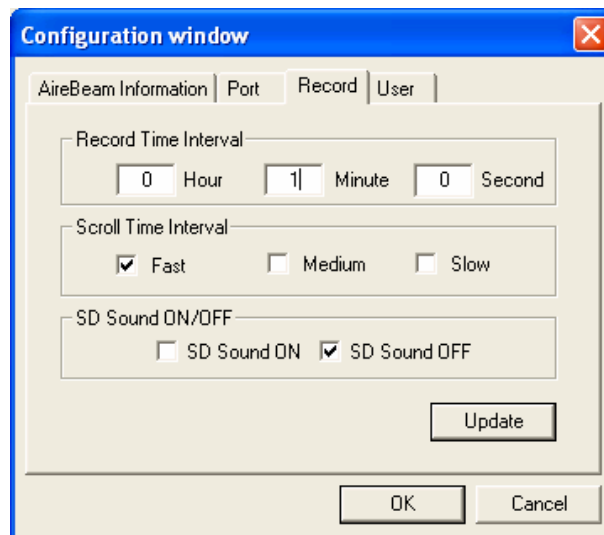 Configuration window
AireBeam Information Port Record User
Record Time Interval
0 Hour 1 Minute 0 Second
Scroll Time Interval
Fast Medium Slow
SD Sound ON/OFF
SD Sound ON SD Sound OFF
Update
OK Cancel